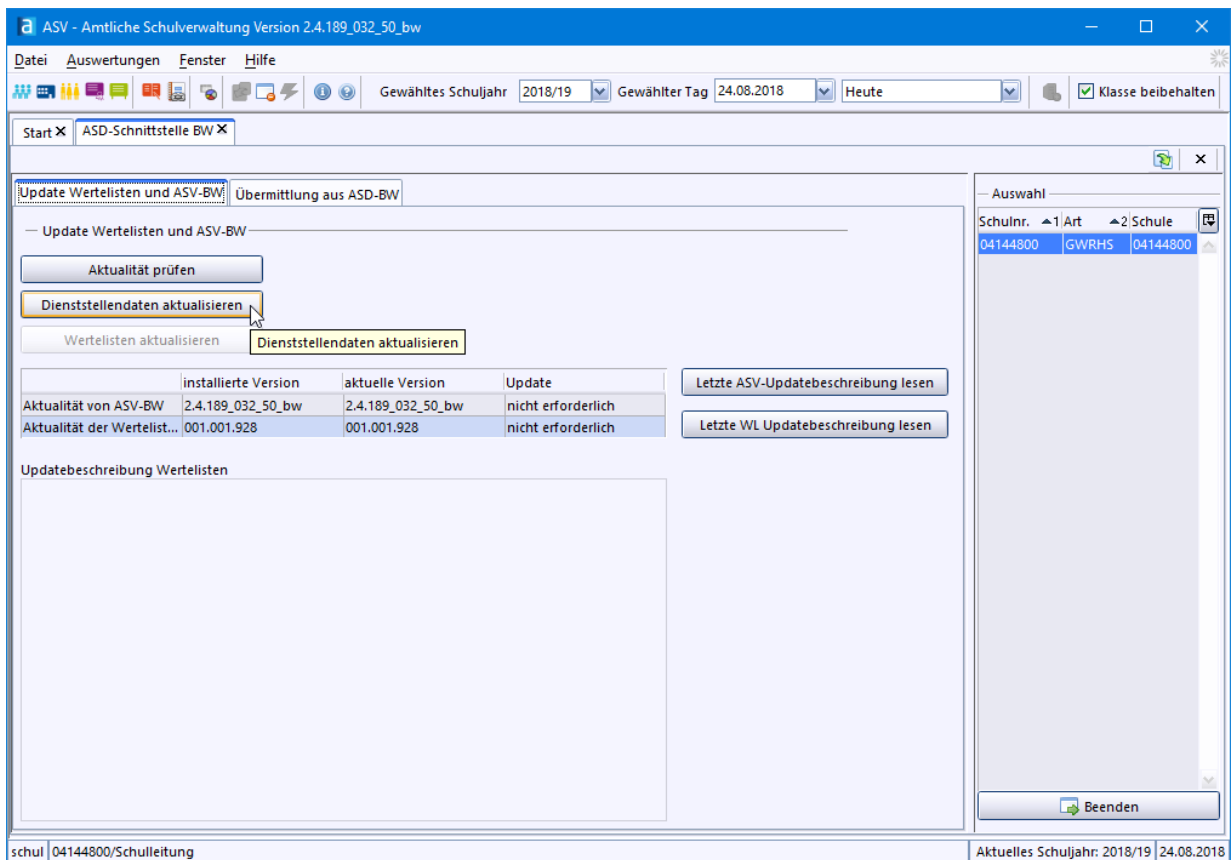 ASV - Amtliche Schulverwaltung Version 2.4.189_032_50_bw
Datei Auswertungen Fenster Hilfe
Gewähltes Schuljahr 2018/19 Gewählter Tag 24.08.2018 Heute Klasse beibehalten
Start ASD-Schnittstelle BW
Update Wertelisten und ASV-BW Übermittlung aus ASD-BW
Update Wertelisten und ASV-BW
Aktualität prüfen
Dienststellendaten aktualisieren
Wertelisten aktualisieren
Dienststellendaten aktualisieren
installierte Version aktuelle Version Update
Aktualität von ASV-BW 2.4.189_032_50_bw 2.4.189_032_50_bw nicht erforderlich
Aktualität der Wertelist... 001.001.928 001.001.928 nicht erforderlich
Letzte ASV-Updatebeschreibung lesen
Letzte WL Updatebeschreibung lesen
Updatebeschreibung Wertelisten
Auswahl
Schulnr. 1 Art 2 Schule
04144800 GWRHS 04144800
Beenden
schul 04144800/Schulleitung Aktuelles Schuljahr: 2018/19 24.08.2018